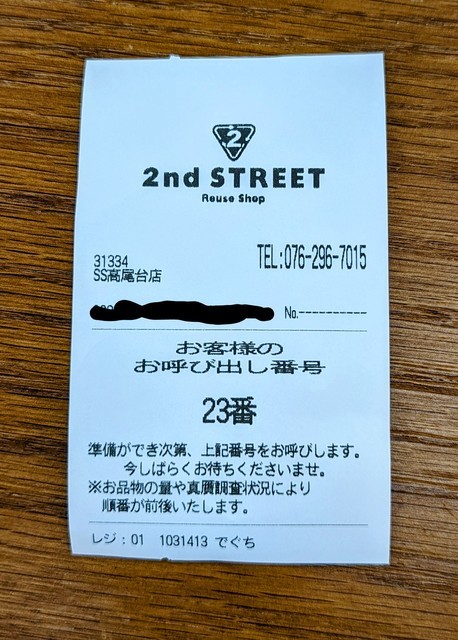 2
2nd STREET
Reuse Shop
TEL:076-296-7015
31334
SS高尾台店
No.-----------
お客様の
お呼び出し番号
23番
準備ができ次第、上記番号をお呼びします。
今しばらくお待ちくださいませ。
※お品物の量や真贋調査状況により
順番が前後いたします。
レジ:01 1031413 でぐち